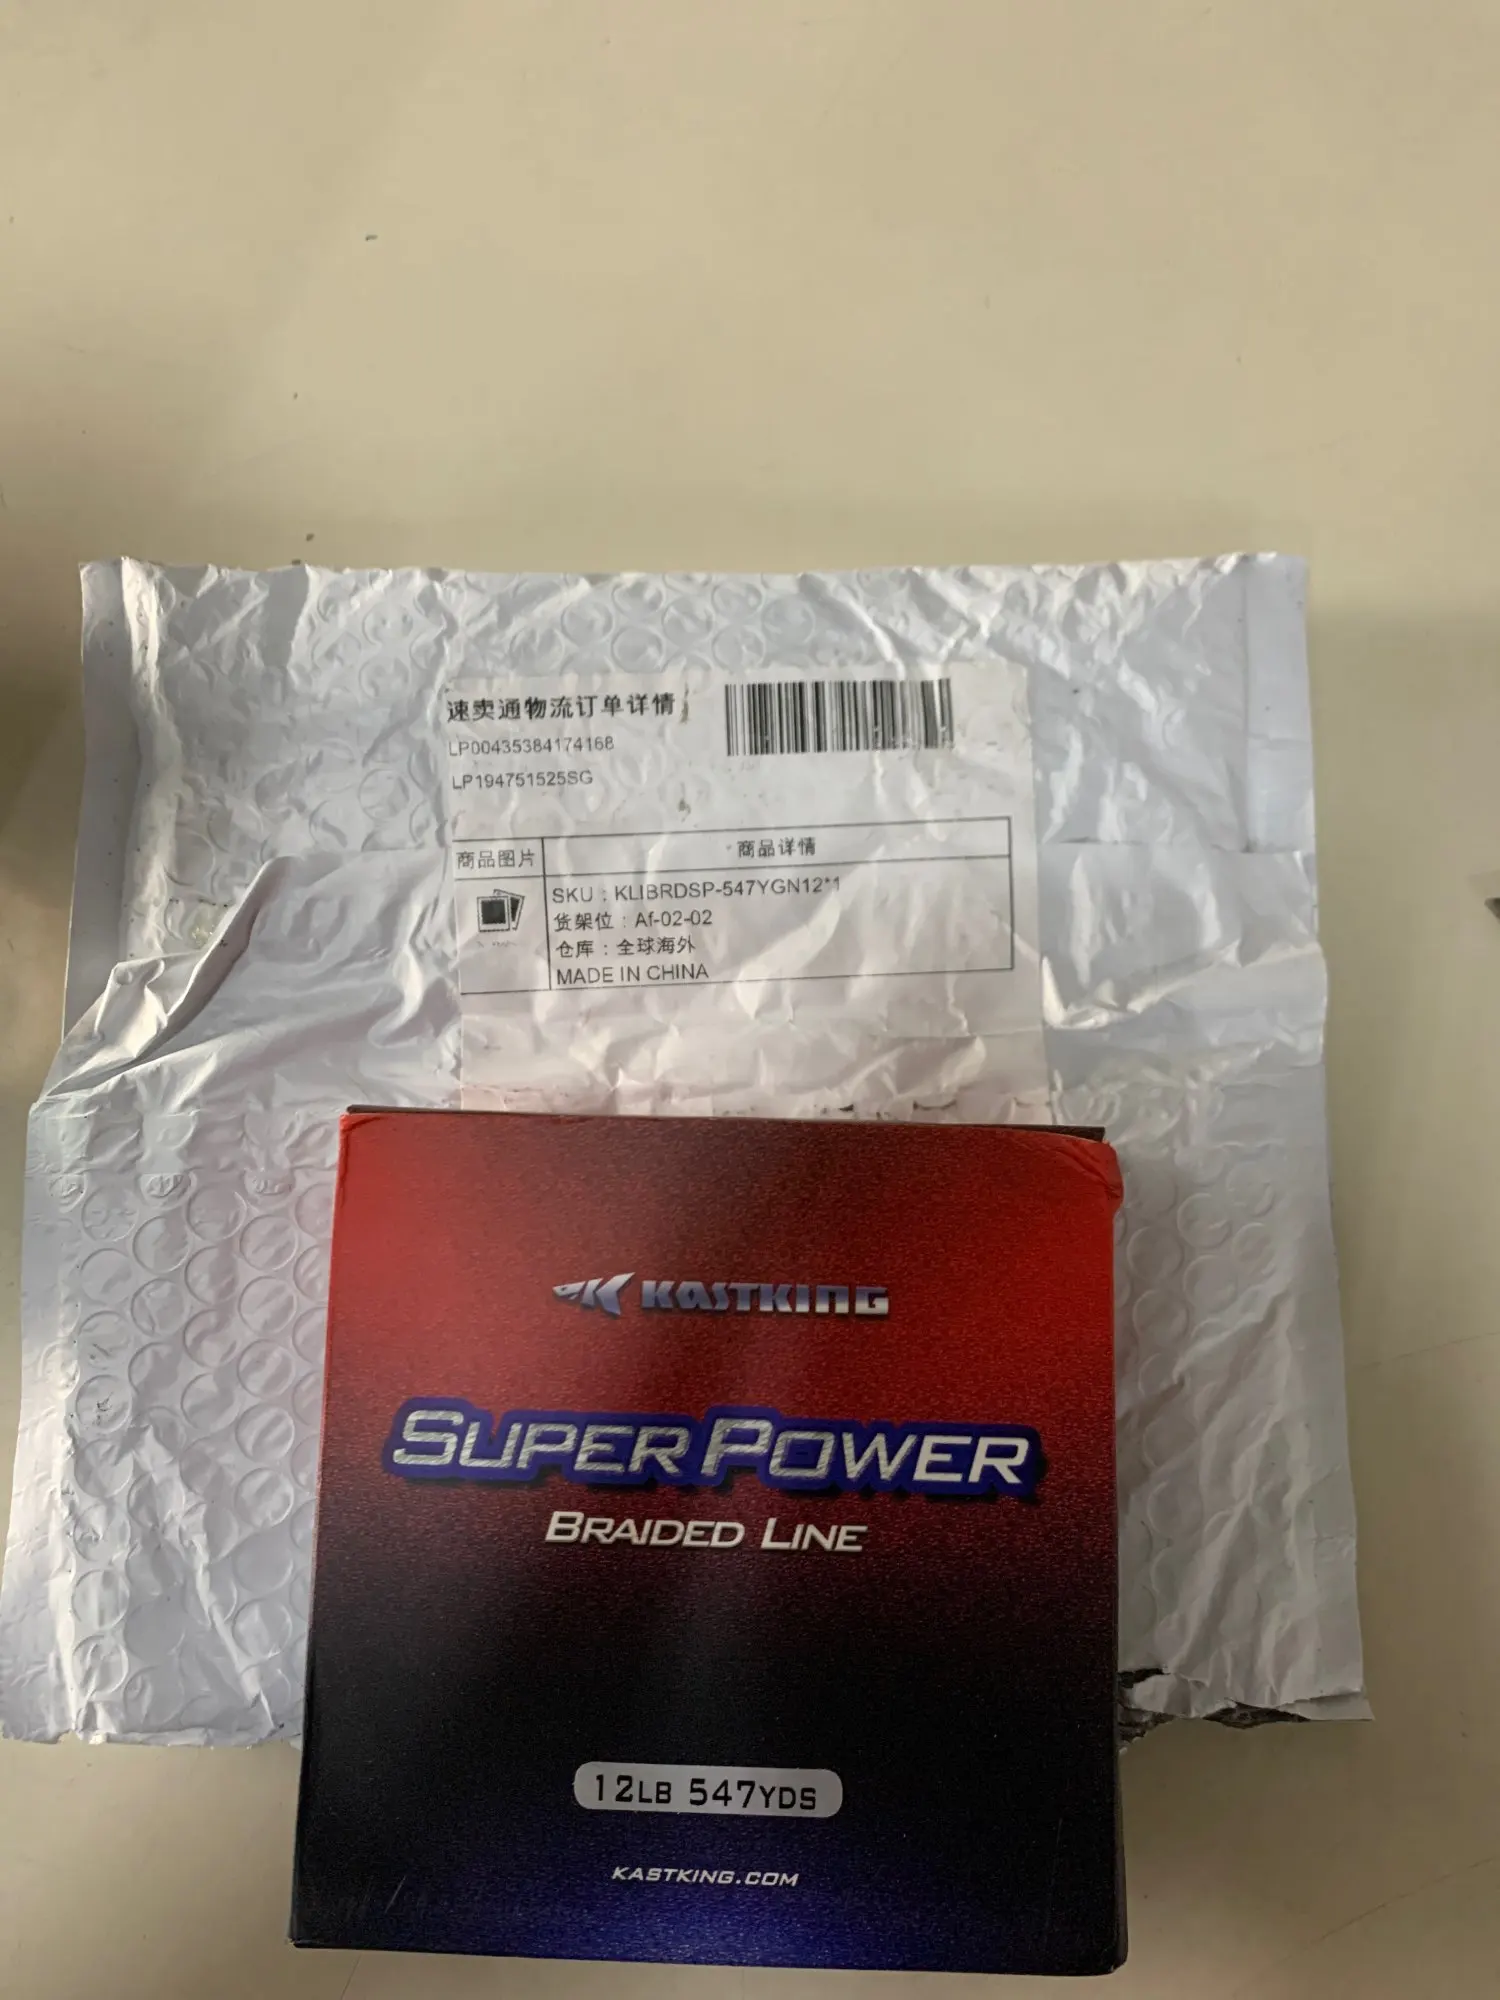 速卖通物流订单详情
LP00435384174168
LP194751525SG
商品图片
商品详情
SKU：KLIBRDSP-547YGN12*1
货架位：Af-02-02
仓库：全球海外
MADE IN CHINA
KASTKING
SUPERPOWER
BRAIDED LINE
12LB 547YDS
KASTKING.COM